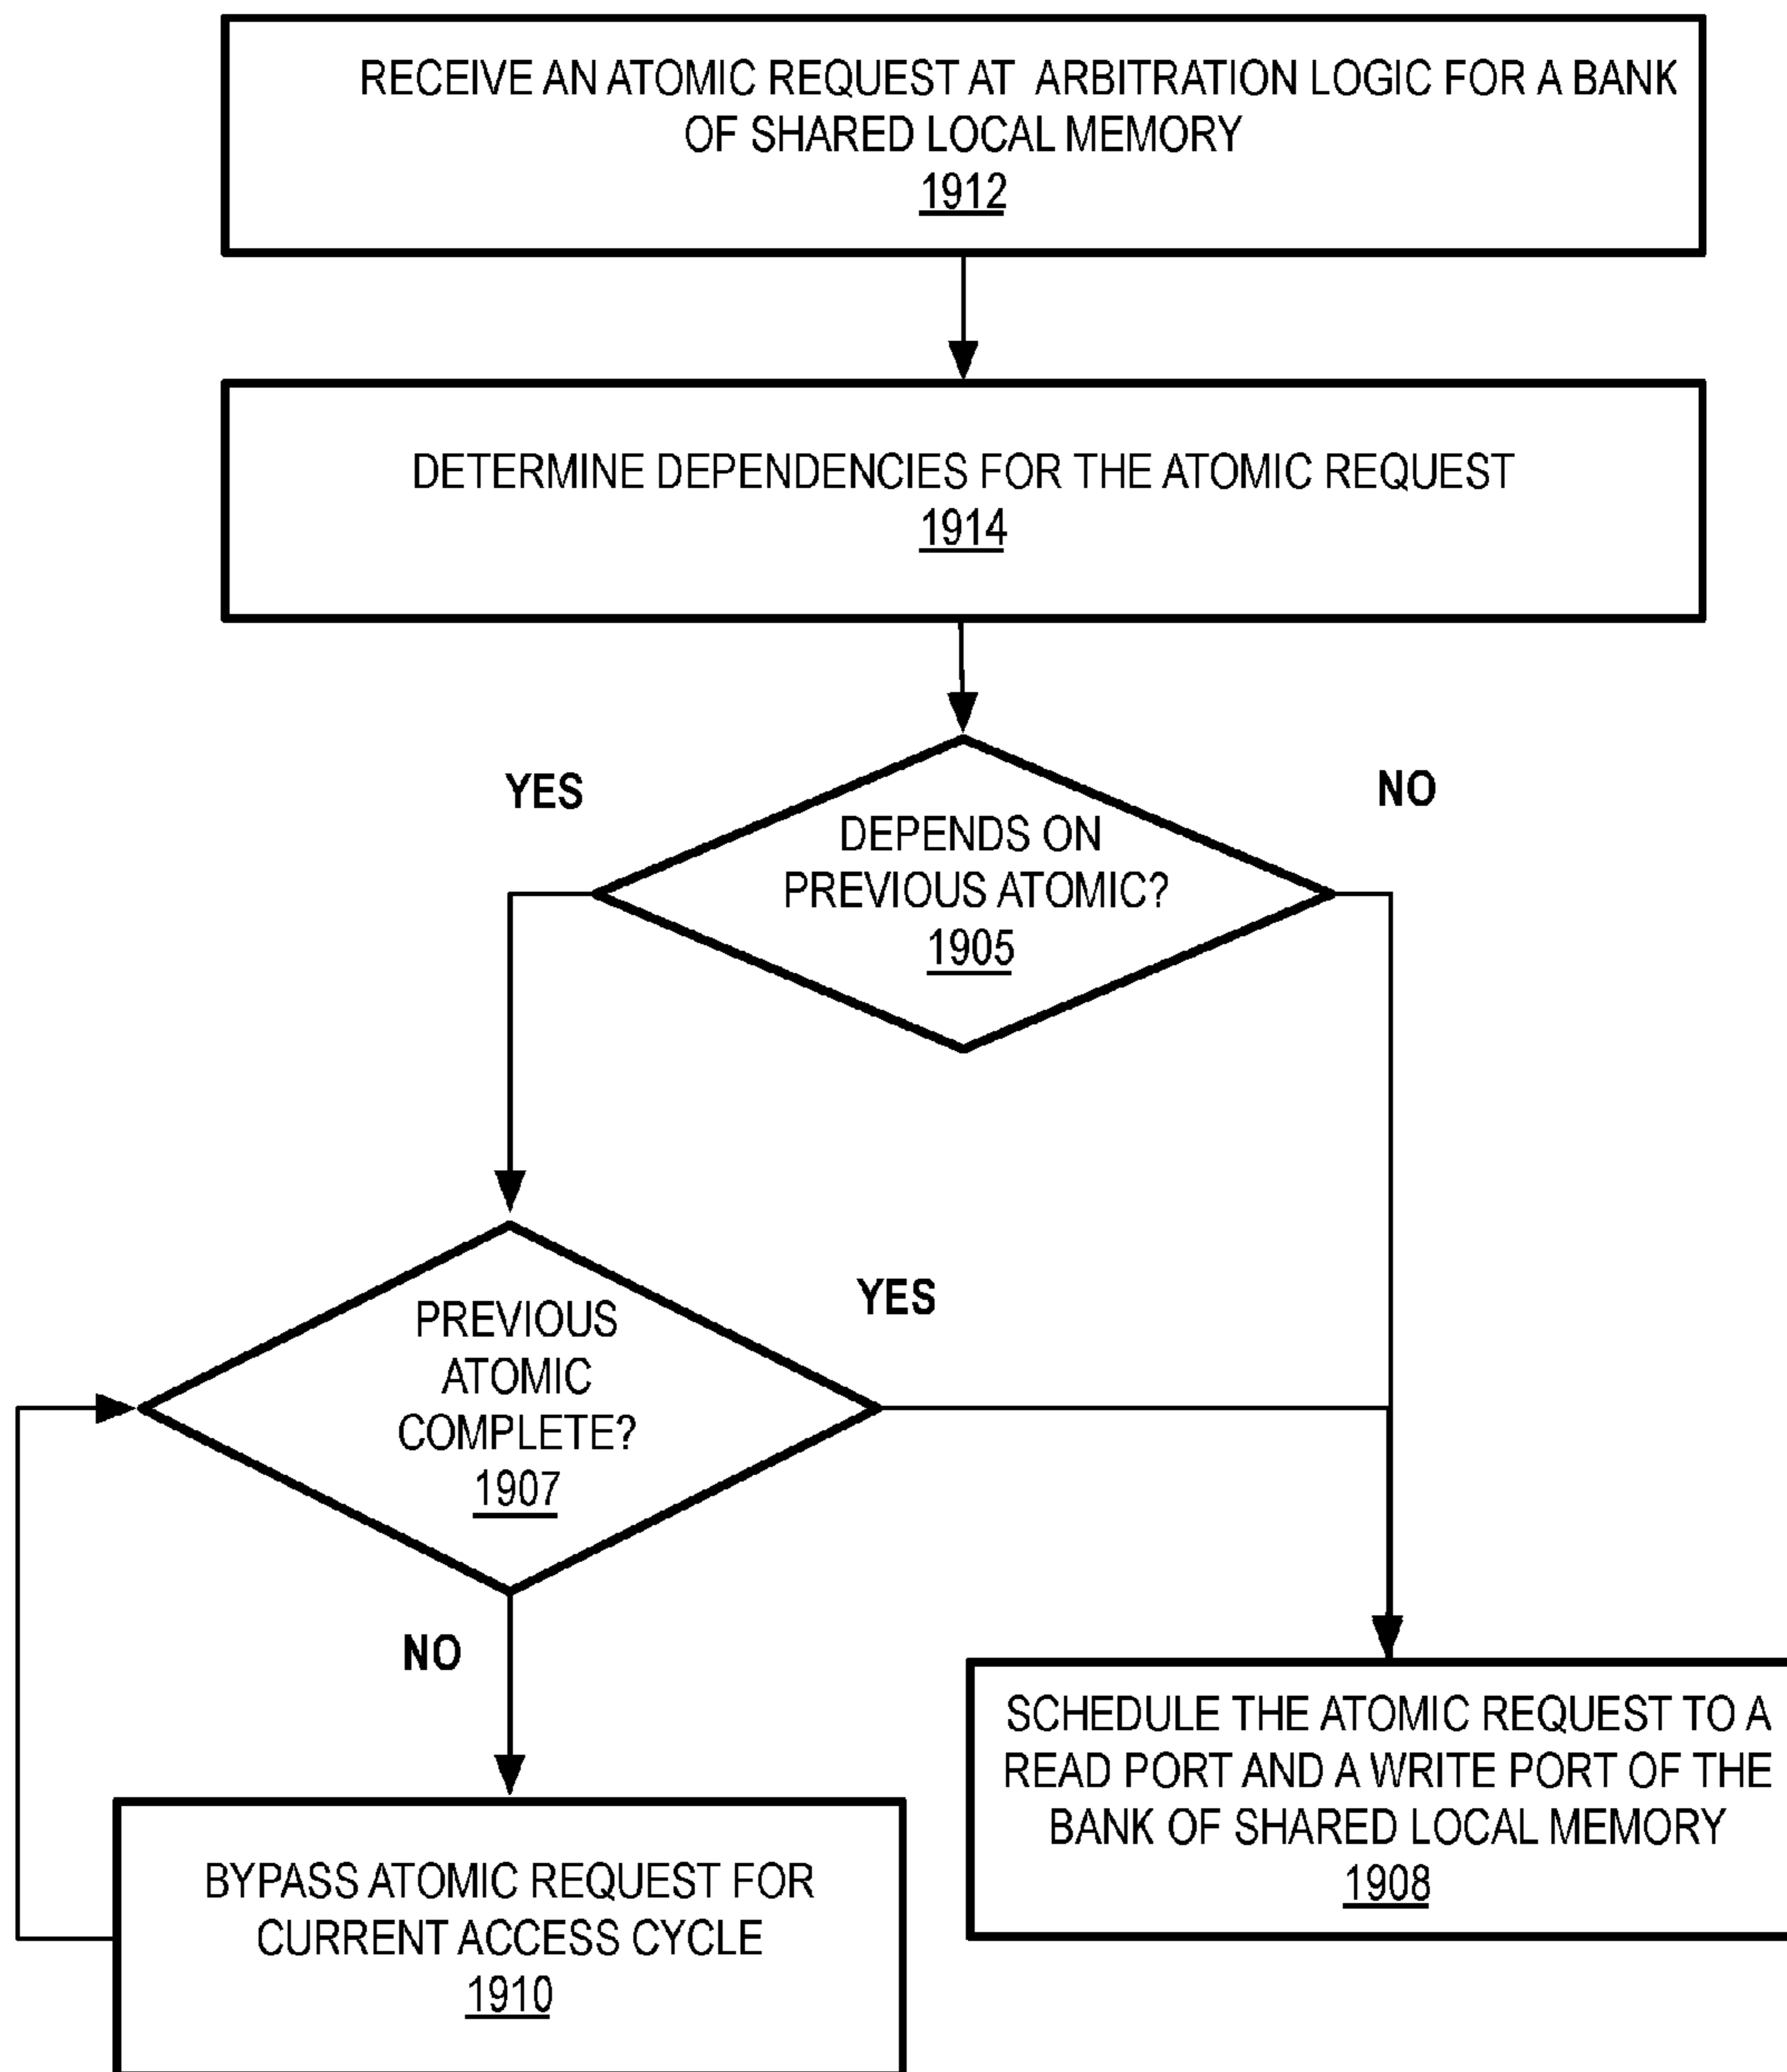 RECEIVE AN ATOMIC REQUEST AT ARBITRATION LOGIC FOR A BANK
OF SHARED LOCAL MEMORY
1912
DETERMINE DEPENDENCIES FOR THE ATOMIC REQUEST
1914
YES
NO
DEPENDS ON
PREVIOUS ATOMIC?
1905
YES
PREVIOUS
ATOMIC
COMPLETE?
1907
NO
SCHEDULE THE ATOMIC REQUEST TO A
READ PORT AND A WRITE PORT OF THE
BANK OF SHARED LOCAL MEMORY
1908
BYPASS ATOMIC REQUEST FOR
CURRENT ACCESS CYCLE
1910